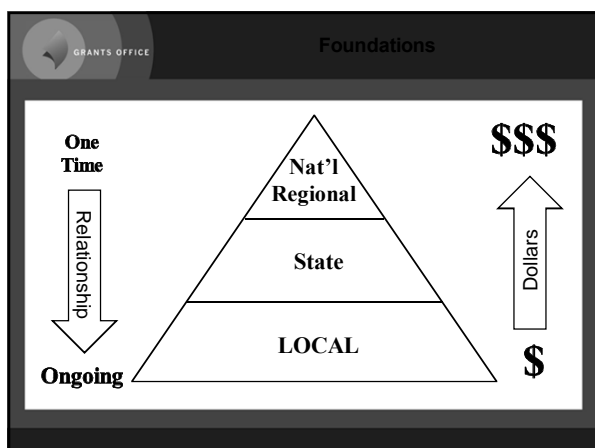 GRANTS OFFICE
Foundations
One
Time
Relationship
Ongoing
Nat’l
Regional
State
LOCAL
$$$
Dollars
$